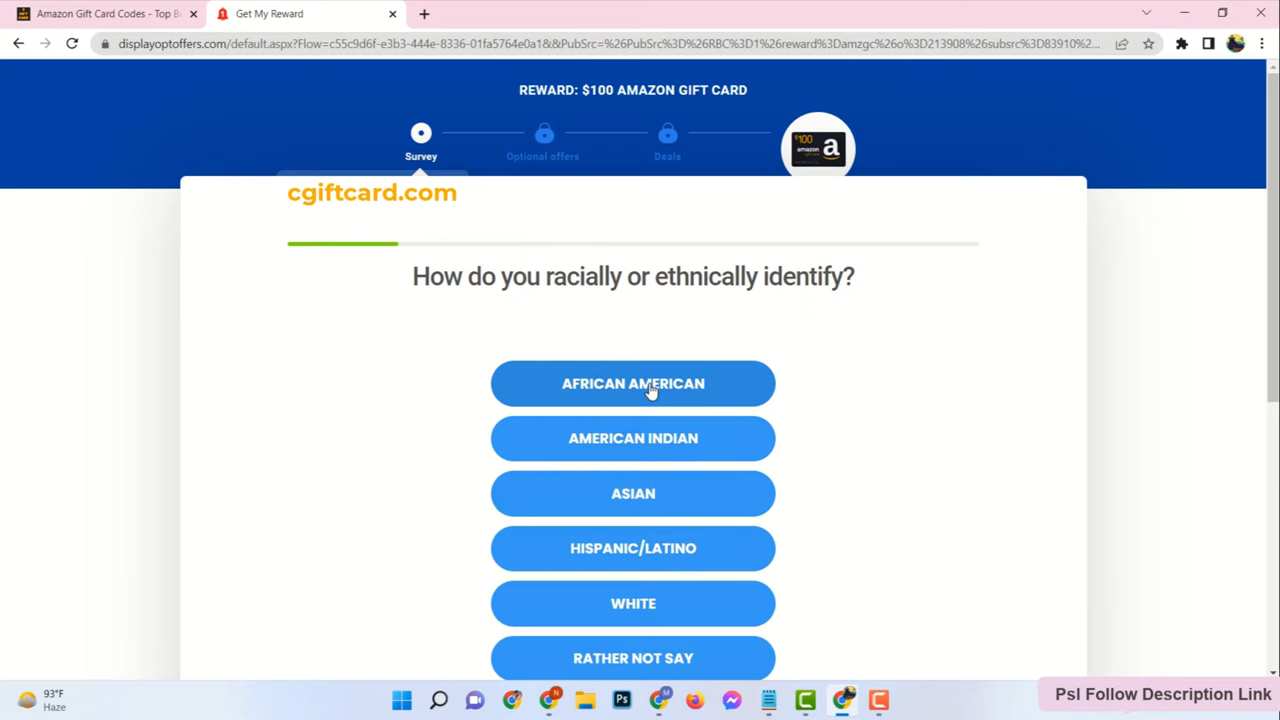 Amazon Gift Card Codes - Top B
Get My Reward
displayoptoffers.com/default.aspx?Flow=c55c9d6f-e3b3-444e-8336-01fa5764e0a1&&PubSrc=%26PubSrc%3D%26RBC%3D1%26reward%3Damzgc%26o%3D213908%26subsrc%3D83910%2...
REWARD: $100 AMAZON GIFT CARD
$100
amazon
a
Survey
Optional offers
Deals
cgiftcard.com
How do you racially or ethnically identify?
AFRICAN AMERICAN
AMERICAN INDIAN
ASIAN
HISPANIC/LATINO
WHITE
RATHER NOT SAY
93°F
Haze
Psl Follow Description Link